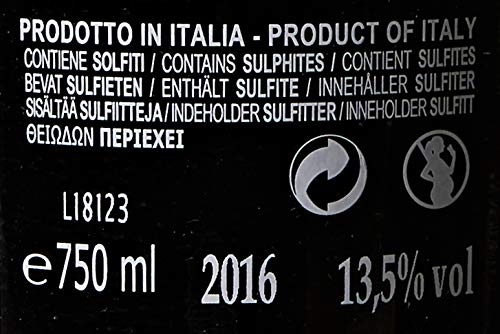 PRODOTTO IN ITALIA - PRODUCT OF ITALY
CONTIENE SOLFITI / CONTAINS SULPHITES / CONTIENT SULFITES
BEVAT SULFIETEN / ENTHÄLT SULFITE / INNEHÅLLER SULFITER
SISÄLTÄÄ SULFIITTEJA / INDEHOLDER SULFITTER / INNEHOLDER SULFITT
ΘΕΙΩΔΩΝ ΠΕΡΙΕΧΕΙ
L18123
e 750 ml 2016 13,5% vol